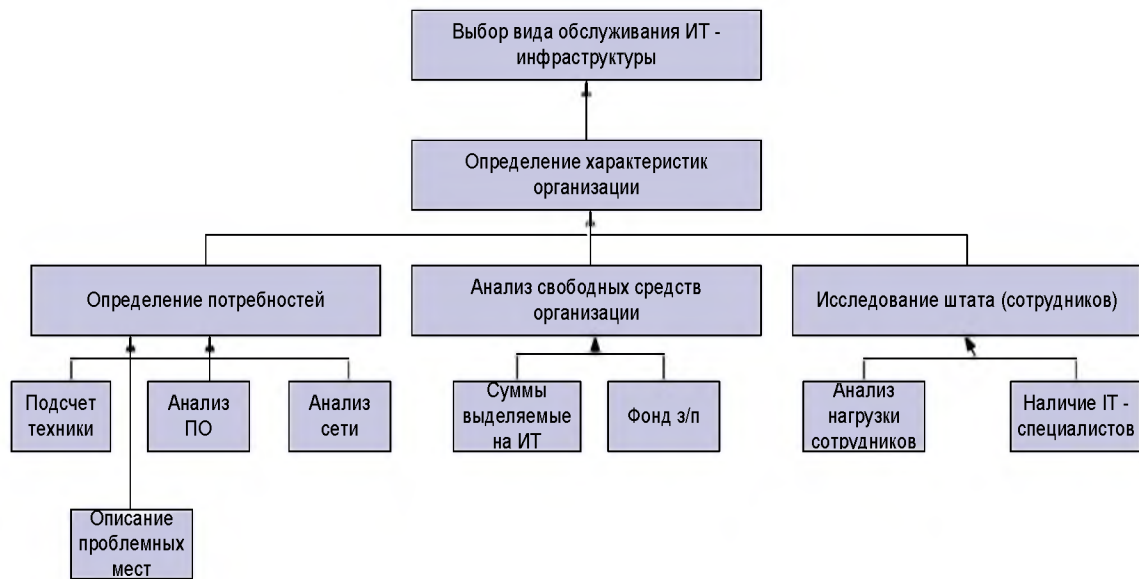 Выбор вида обслуживания ИТ -
инфраструктуры
Определение характеристик
организации
Определение потребностей
Анализ свободных средств
организации
Исследование штата (сотрудников)
Подсчет
техники
Анализ
ПО
Анализ
сети
Суммы
выделяемые
на ИТ
Фонд з/п
Анализ
нагрузки
сотрудников
Наличие IT -
специалистов
Описание
проблемных
мест